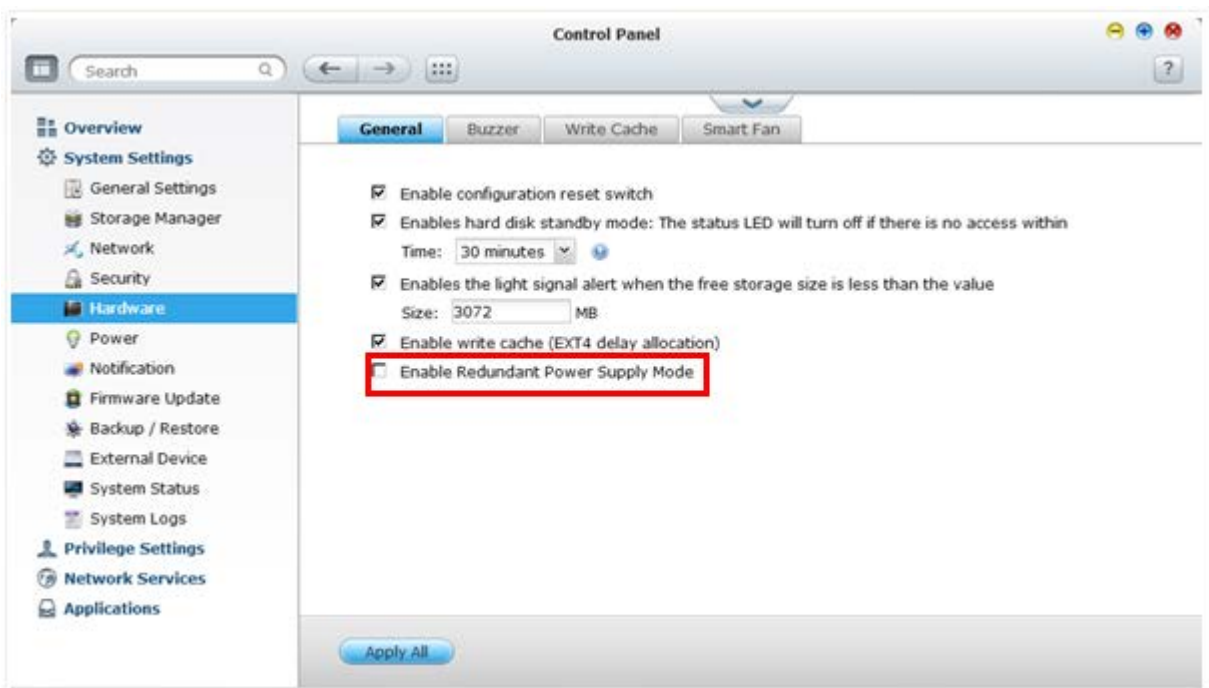 Control Panel
Search
?
Overview
System Settings
General Settings
Storage Manager
Network
Security
Hardware
Power
Notification
Firmware Update
Backup / Restore
External Device
System Status
System Logs
Privilege Settings
Network Services
Applications
General Buzzer Write Cache Smart Fan
Enable configuration reset switch
Enables hard disk standby mode: The status LED will turn off if there is no access within
Time: 30 minutes
Enables the light signal alert when the free storage size is less than the value
Size: 3072 MB
Enable write cache (EXT4 delay allocation)
Enable Redundant Power Supply Mode
Apply All